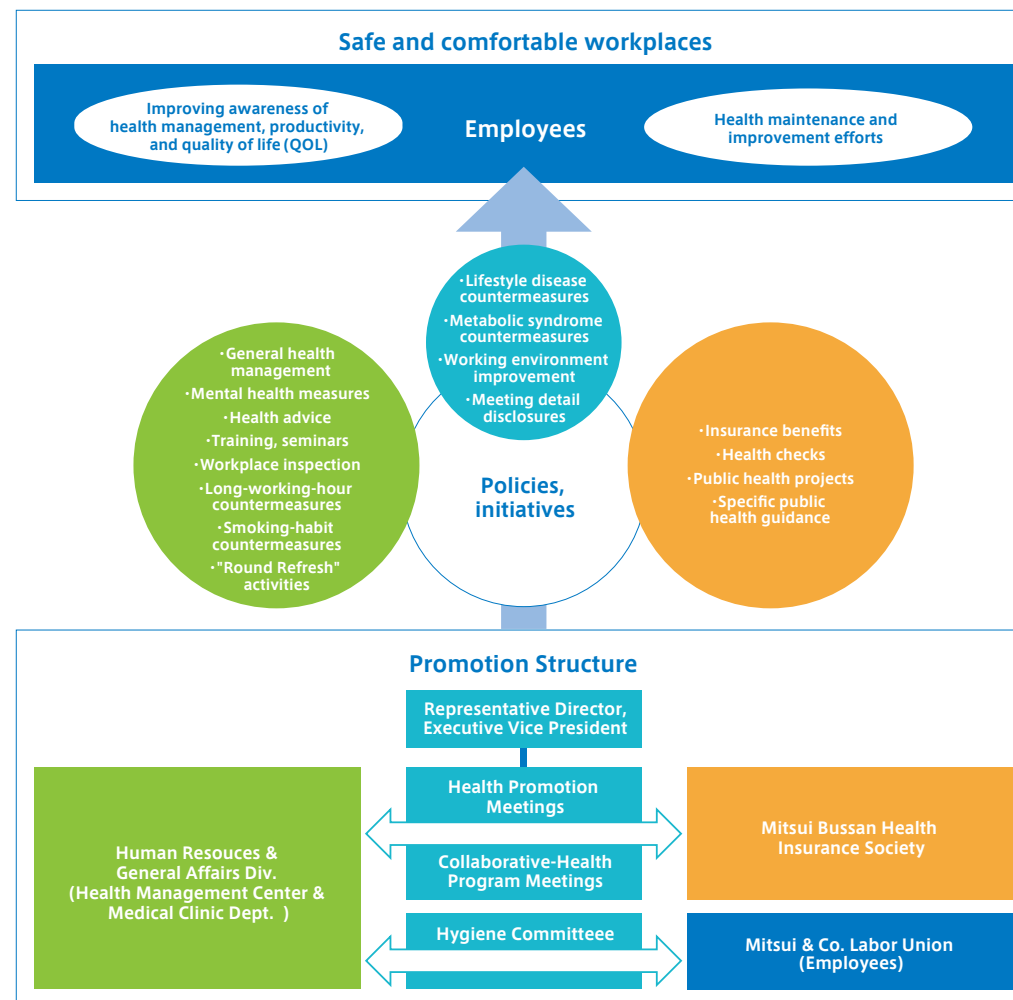 Safe and comfortable workplaces
Improving awareness of
health management, productivity,
and quality of life (QOL)
Employees
Health maintenance and
improvement efforts
・Lifestyle disease
countermeasures
・Metabolic syndrome
countermeasures
・Working environment
improvement
・Meeting detail
disclosures
・General health
management
・Mental health measures
・Health advice
・Training, seminars
・Workplace inspection
・Long-working-hour
countermeasures
・Smoking-habit
countermeasures
・"Round Refresh"
activities
Policies,
initiatives
・Insurance benefits
・Health checks
・Public health projects
・Specific public
health guidance
Promotion Structure
Representative Director,
Executive Vice President
Human Resouces &
General Affairs Div.
(Health Management Center &
Medical Clinic Dept. )
Health Promotion
Meetings
Collaborative-Health
Program Meetings
Hygiene Committeee
Mitsui Bussan Health
Insurance Society
Mitsui & Co. Labor Union
(Employees)